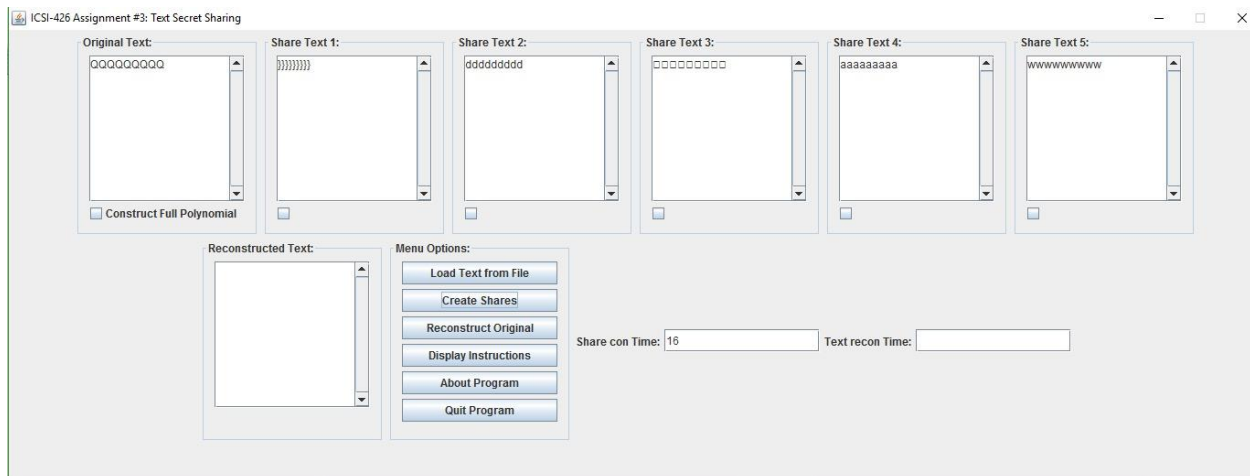 ICSI-426 Assignment #3: Text Secret Sharing
Original Text:
QQQQQQQQQ
Construct Full Polynomial
Share Text 1:
}}}}}}}}}
Share Text 2:
ddddddddd
Share Text 3:
Share Text 4:
aaaaaaaaa
Share Text 5:
wwwwwwwww
Reconstructed Text:
Menu Options:
Load Text from File
Create Shares
Reconstruct Original
Display Instructions
About Program
Quit Program
Share con Time: 16
Text recon Time: